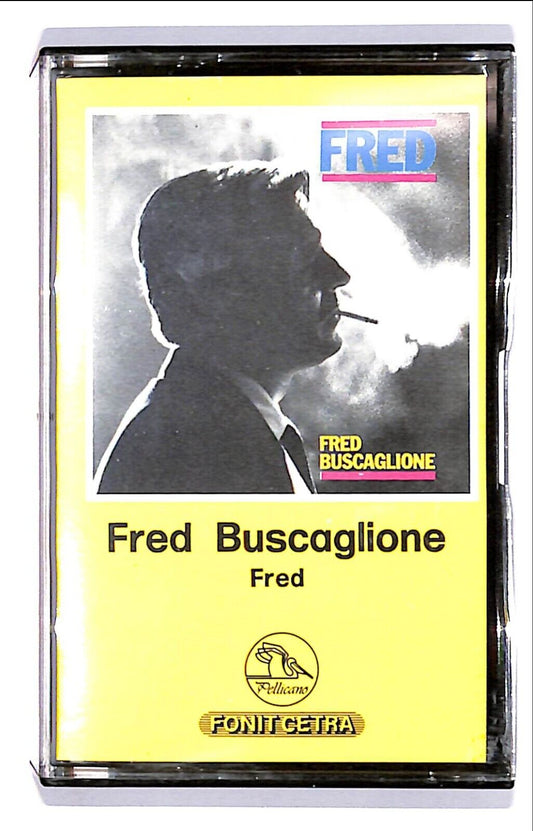 FRED
FRED
BUSCAGLIONE
Fred Buscaglione
Fred
Pellicano
FONIT CETRA